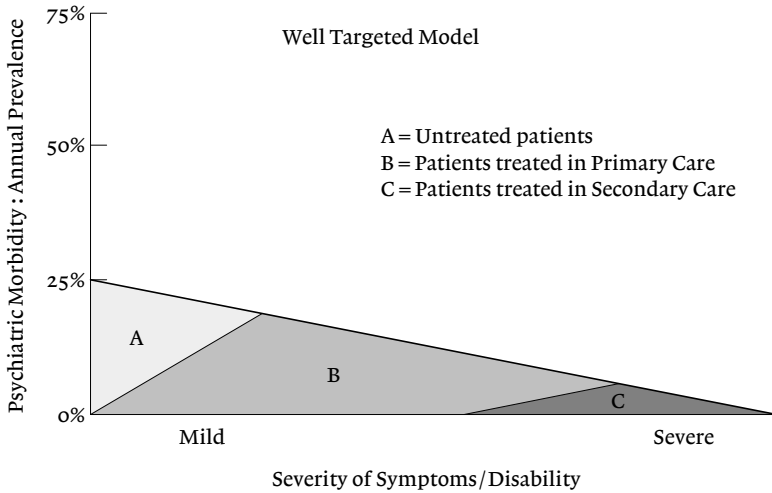 75%
Well Targeted Model
Psychiatric Morbidity : Annual Prevalence
50%
A = Untreated patients
B = Patients treated in Primary Care
C = Patients treated in Secondary Care
25%
A
B
C
0%
Mild
Severe
Severity of Symptoms/Disability